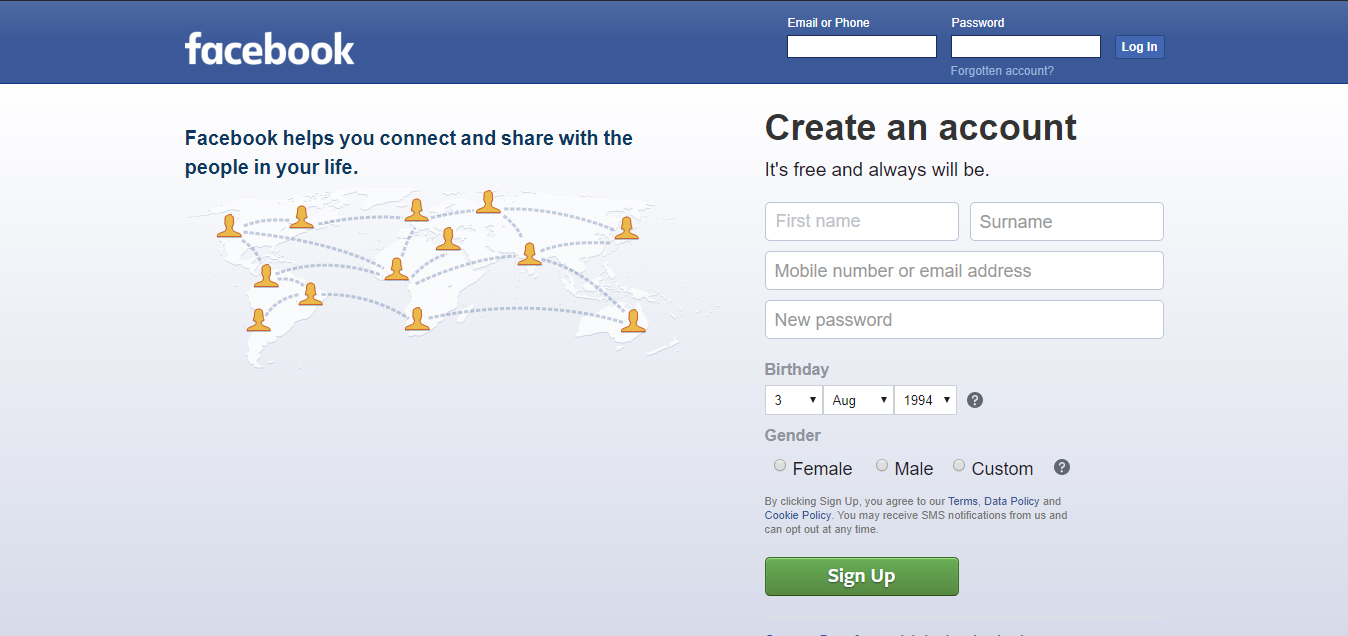 facebook
Email or Phone
Password
Log In
Forgotten account?
Facebook helps you connect and share with the
people in your life.
Create an account
It's free and always will be.
First name
Surname
Mobile number or email address
New password
Birthday
3 Aug 1994 ?
Gender
Female Male Custom ?
By clicking Sign Up, you agree to our Terms, Data Policy and
Cookie Policy. You may receive SMS notifications from us and
can opt out at any time.
Sign Up